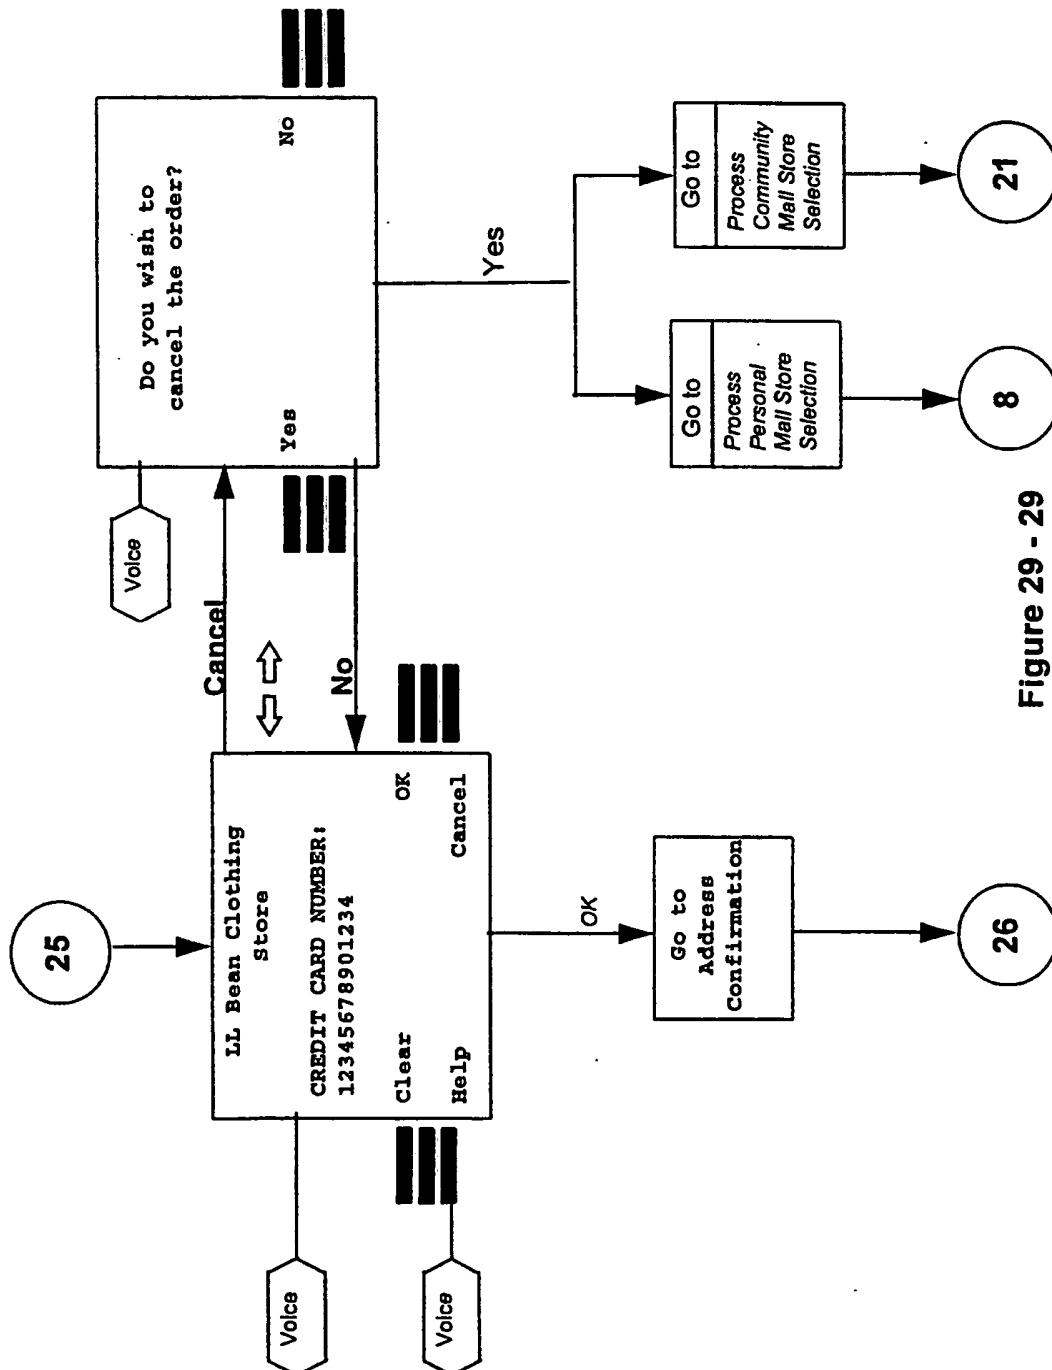 25
LL Bean Clothing
Store
CREDIT CARD NUMBER:
12345678901234
Clear
OK
Help
Cancel
Voice
Voice
Cancel
No
Voice
Do you wish to
cancel the order?
Yes
No
OK
Go to
Address
Confirmation
26
Yes
Go to
Process
Personal
Mall Store
Selection
8
Go to
Process
Community
Mall Store
Selection
21
Figure 29 - 29